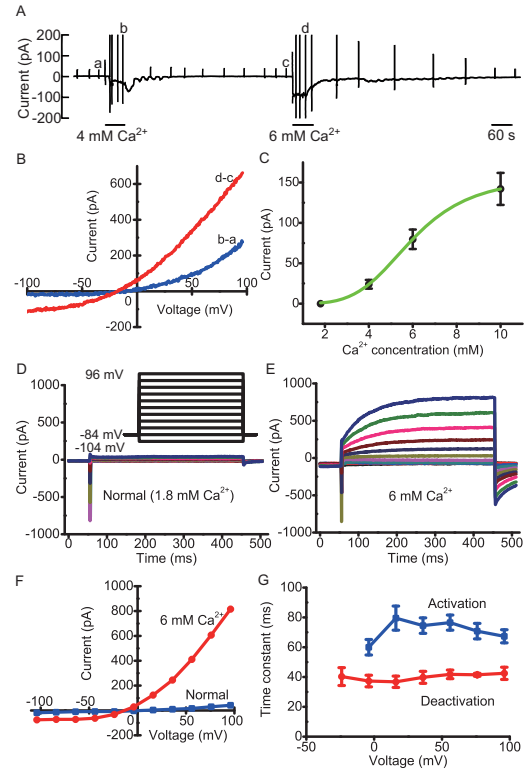 A
Current (pA)
200
100
0
-100
-200
a
b
c
d
4 mM Ca²⁺
6 mM Ca²⁺
60 s
B
Current (pA)
600
400
200
-200
-100
-50
0
50
100
Voltage (mV)
d-c
b-a
C
Current (pA)
150
100
50
0
2
4
6
8
10
Ca²⁺ concentration (mM)
D
Current (pA)
1000
500
0
-500
-1000
96 mV
-84 mV
-104 mV
Normal (1.8 mM Ca²⁺)
0
100
200
300
400
500
Time (ms)
E
Current (pA)
1000
500
0
-500
-1000
6 mM Ca²⁺
0
100
200
300
400
500
Time (ms)
F
Current (pA)
1000
800
600
400
200
-200
6 mM Ca²⁺
Normal
-100
-50
0
50
100
Voltage (mV)
G
Time constant (ms)
100
80
60
40
20
0
Activation
Deactivation
-50
0
50
100
Voltage (mV)